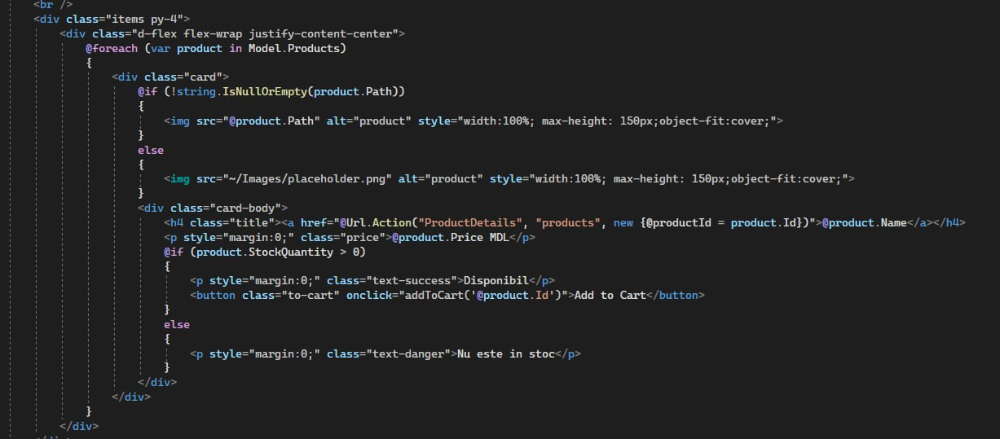 <br />
<div class="items py-4">
<div class="d-flex flex-wrap justify-content-center">
@foreach (var product in Model.Products)
{
<div class="card">
@if (!string.IsNullOrEmpty(product.Path))
{
<img src="@product.Path" alt="product" style="width:100%; max-height: 150px;object-fit:cover;">
}
else
{
<img src="~/Images/placeholder.png" alt="product" style="width:100%; max-height: 150px;object-fit:cover;">
}
<div class="card-body">
<h4 class="title"><a href="@Url.Action("ProductDetails", "products", new {@productId = product.Id})">@product.Name</a></h4>
<p style="margin:0;" class="price">@product.Price MDL</p>
@if (product.StockQuantity > 0)
{
<p style="margin:0;" class="text-success">Disponibil</p>
<button class="to-cart" onclick="addToCart('@product.Id')">Add to Cart</button>
}
else
{
<p style="margin:0;" class="text-danger">Nu este in stoc</p>
}
</div>
</div>
}
</div>